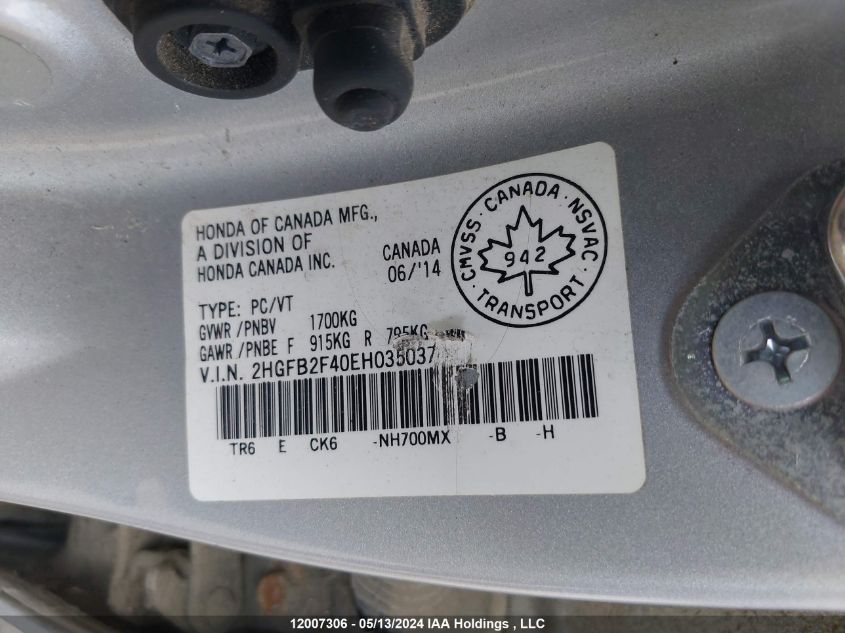 HONDA OF CANADA MFG.,
A DIVISION OF
HONDA CANADA INC.
CANADA
06/'14
CMVSS · CANADA · NSVAC
942
· TRANSPORT ·
TYPE: PC/VT
GVWR /PNBV 1700KG
GAWR /PNBE F 915KG R 795KG
V.I.N. 2HGFB2F40EH035037
TR6 E CK6 -NH700MX -B -H
12007306 - 05/13/2024 IAA Holdings, LLC